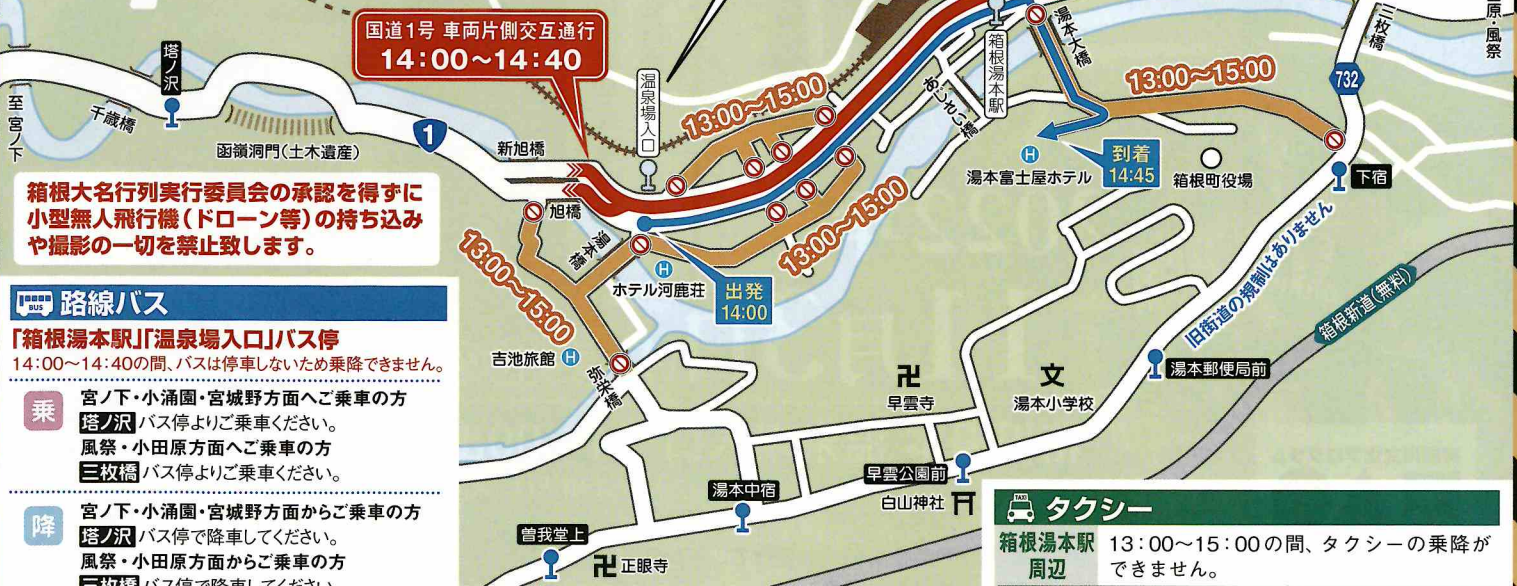 国道1号 車両片側交互通行
14:00〜14:40
塔ノ沢
至・宮ノ下
千歳橋
函嶺洞門(土木遺産)
1
新旭橋
旭橋
温泉場入口
13:00〜15:00
あじさい橋
箱根湯本駅
湯本大橋
13:00〜15:00
三枚橋
原・風祭
732
到着
14:45
H
湯本富士屋ホテル
箱根町役場
下宿
箱根大名行列実行委員会の承認を得ずに
小型無人飛行機(ドローン等)の持ち込み
や撮影の一切を禁止致します。
13:00〜15:00
湯本橋
H
ホテル河鹿荘
出発
14:00
13:00〜15:00
旧街道の規制はありません
箱根新道(無料)
吉池旅館 H
弥栄橋
早雲寺
文
湯本小学校
湯本郵便局前
早雲公園前
白山神社
湯本中宿
曽我堂上
正眼寺
BUS 路線バス
「箱根湯本駅」「温泉場入口」バス停
14:00〜14:40の間、バスは停車しないため乗降できません。
乗
宮ノ下・小涌園・宮城野方面へご乗車の方
塔ノ沢 バス停よりご乗車ください。
風祭・小田原方面へご乗車の方
三枚橋 バス停よりご乗車ください。
降
宮ノ下・小涌園・宮城野方面からご乗車の方
塔ノ沢 バス停で降車してください。
風祭・小田原方面からご乗車の方
三枚橋 バス停で降車してください。
TAXI タクシー
箱根湯本駅
周辺
13:00〜15:00の間、タクシーの乗降が
できません。